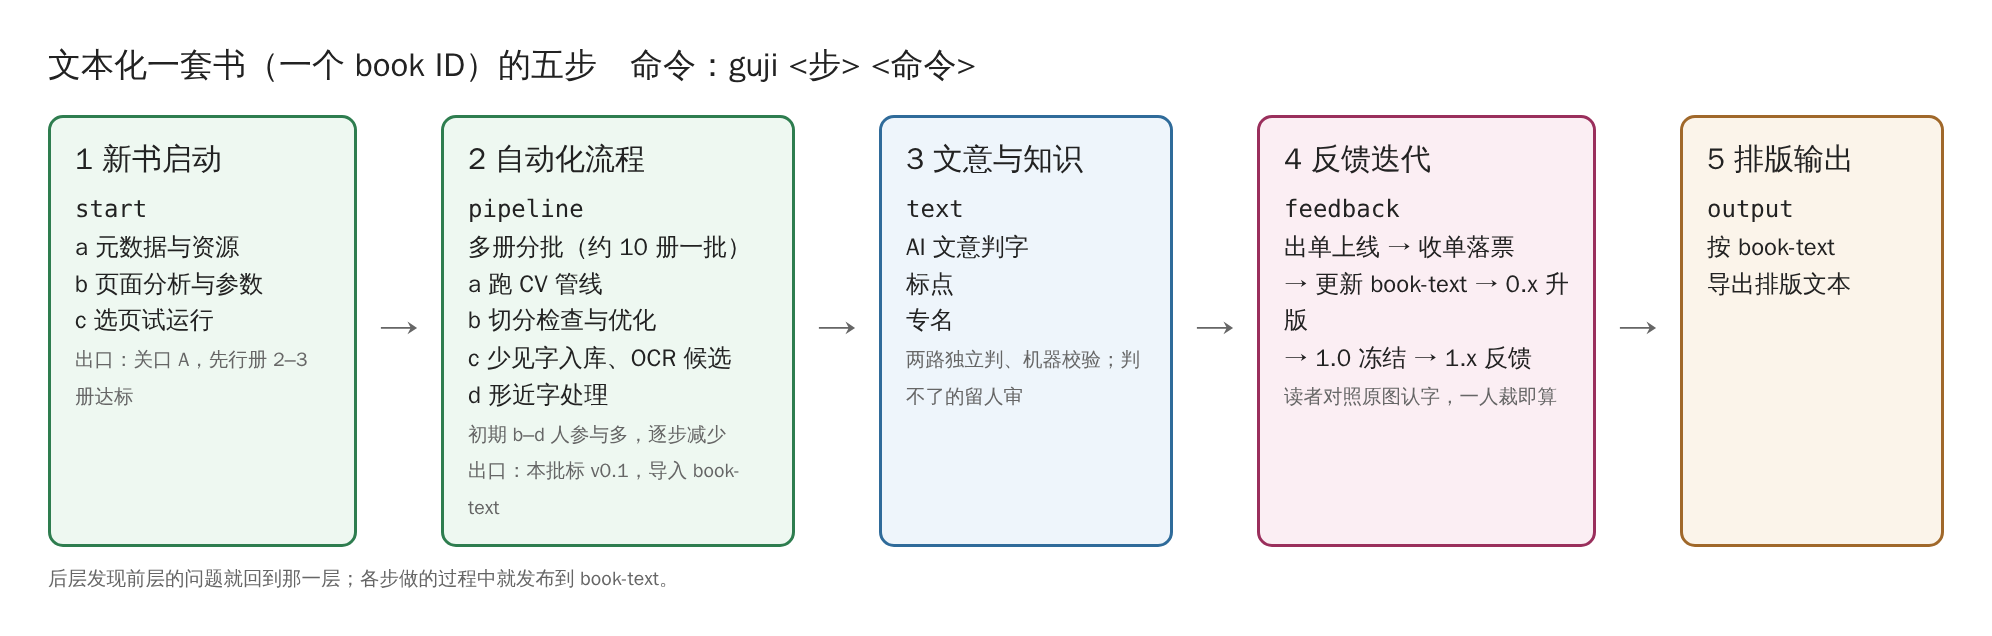 文本化一套书（一个 book ID）的五步　命令：guji <步> <命令>
1 新书启动
start
a 元数据与资源
b 页面分析与参数
c 选页试运行
出口：关口 A，先行册 2–3
册达标
→
2 自动化流程
pipeline
多册分批（约 10 册一批）
a 跑 CV 管线
b 切分检查与优化
c 少见字入库、OCR 候选
d 形近字处理
初期 b–d 人参与多，逐步减少
出口：本批标 v0.1，导入 book-
text
→
3 文意与知识
text
AI 文意判字
标点
专名
两路独立判、机器校验；判
不了的留人审
→
4 反馈迭代
feedback
出单上线 → 收单落票
→ 更新 book-text → 0.x 升
版
→ 1.0 冻结 → 1.x 反馈
读者对照原图认字，一人裁即算
→
5 排版输出
output
按 book-text
导出排版文本
后层发现前层的问题就回到那一层；各步做的过程中就发布到 book-text。